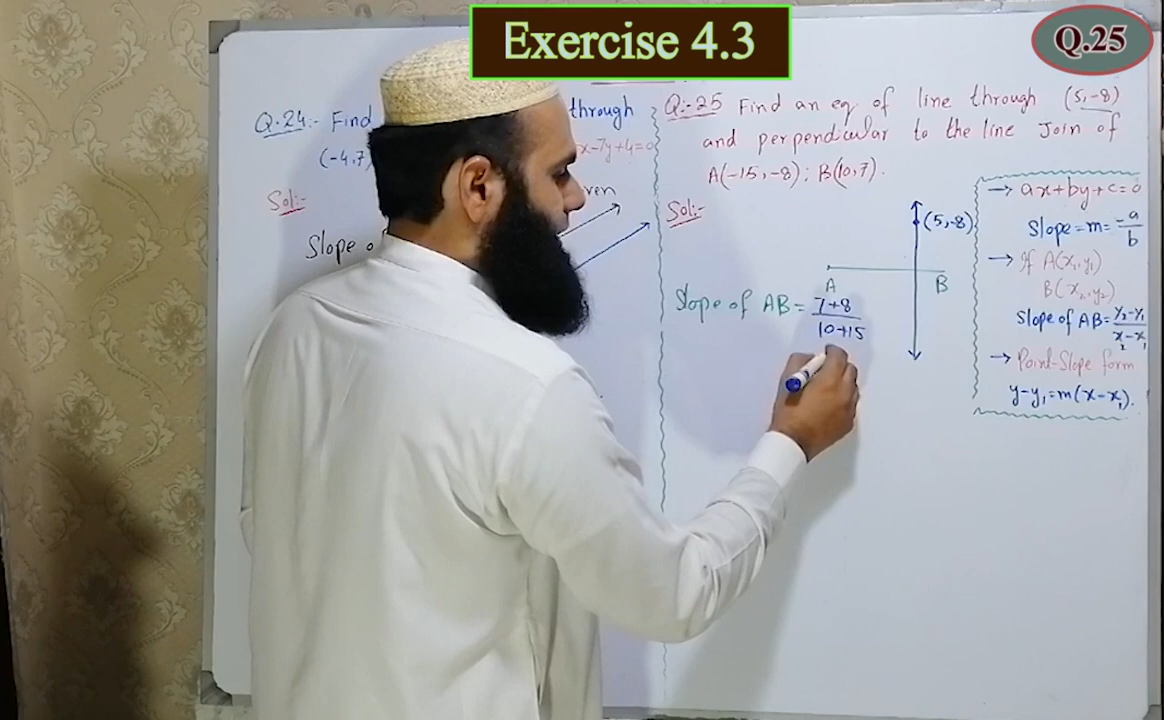 Exercise 4.3
Q.25
Q.24:- Find through
(-4,7 x-7y+4=0
Sol:-
Slope o
Q:-25 Find an eq of line through (5,-8)
and perpendicular to the line Join of
A(-15,-8); B(10,7).
Sol:-
(5,-8)
A
B
Slope of AB = 7+8
10+15
→ ax+by+c=0
Slope=m= -a/b
→ If A(x₁,y₁)
B(x₂,y₂)
Slope of AB= y₂-y₁
x₂-x₁
→ Point-Slope form
y-y₁=m(x-x₁).